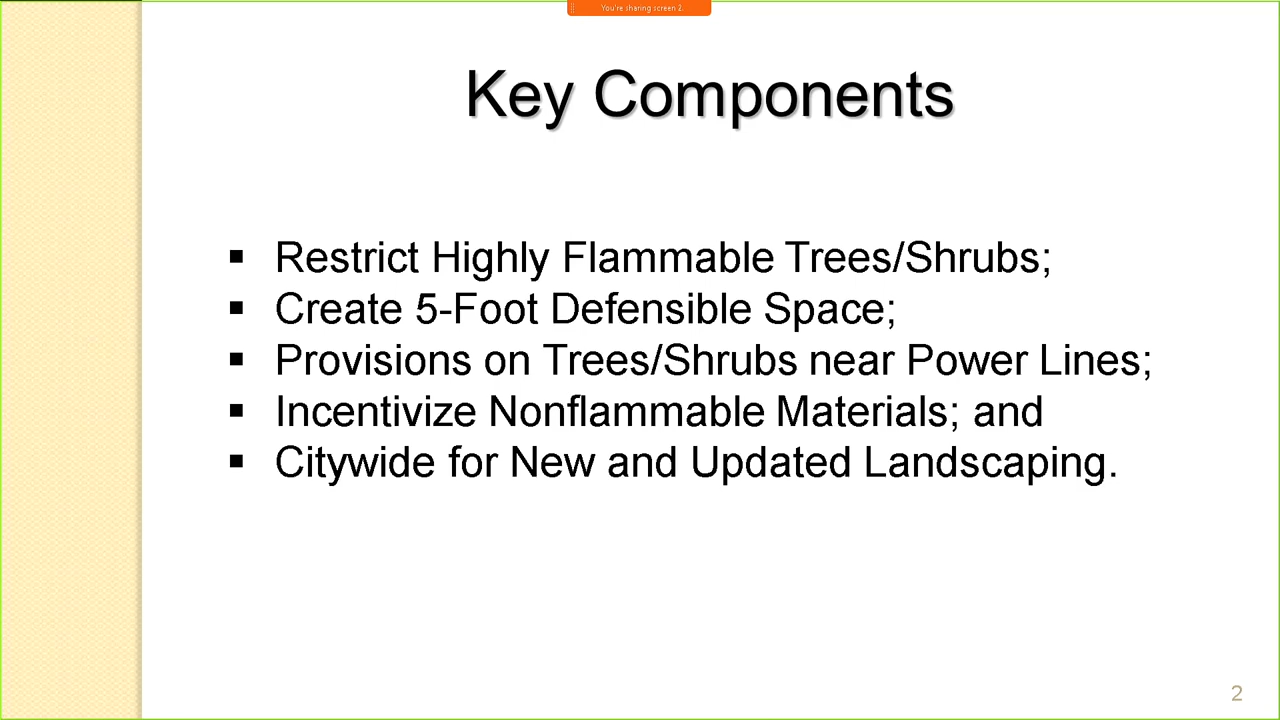 You're sharing screen 2.
Key Components
▪ Restrict Highly Flammable Trees/Shrubs;
▪ Create 5-Foot Defensible Space;
▪ Provisions on Trees/Shrubs near Power Lines;
▪ Incentivize Nonflammable Materials; and
▪ Citywide for New and Updated Landscaping.
2